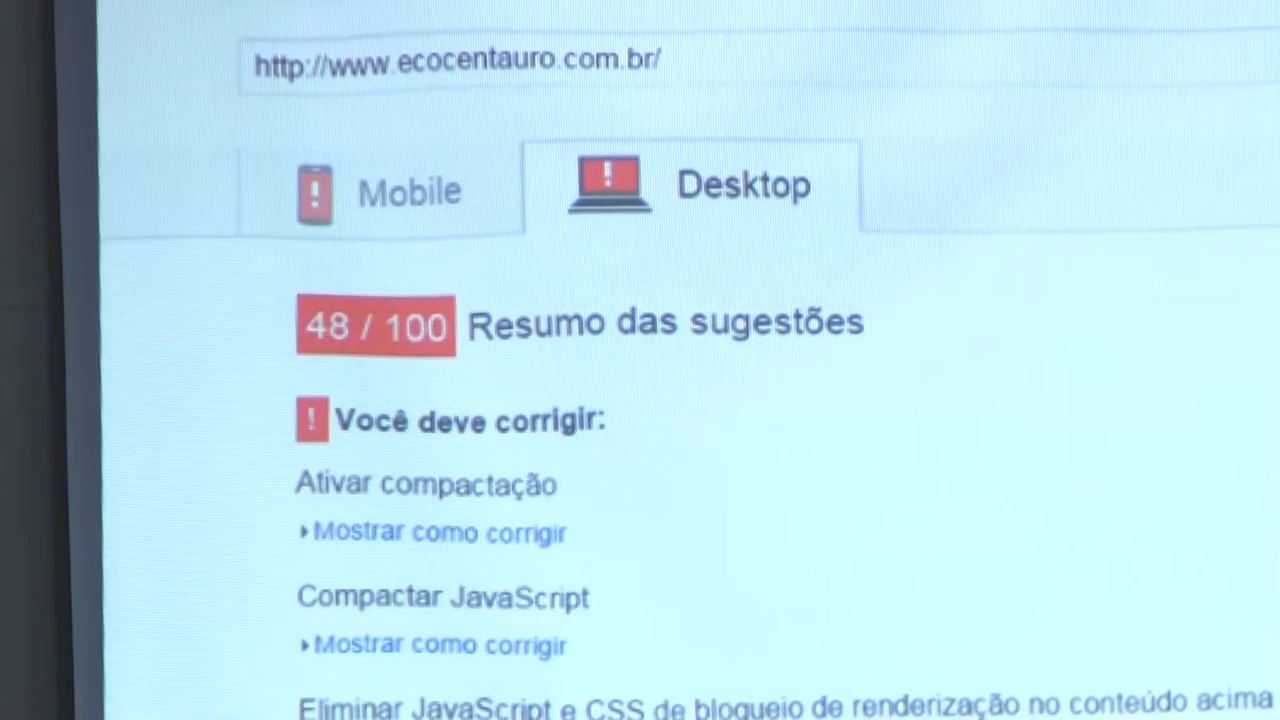 http://www.ecocentauro.com.br/
! Mobile
! Desktop
48 / 100 Resumo das sugestões
! Você deve corrigir:
Ativar compactação
Mostrar como corrigir
Compactar JavaScript
Mostrar como corrigir
Eliminar JavaScript e CSS de bloqueio de renderização no conteúdo acima